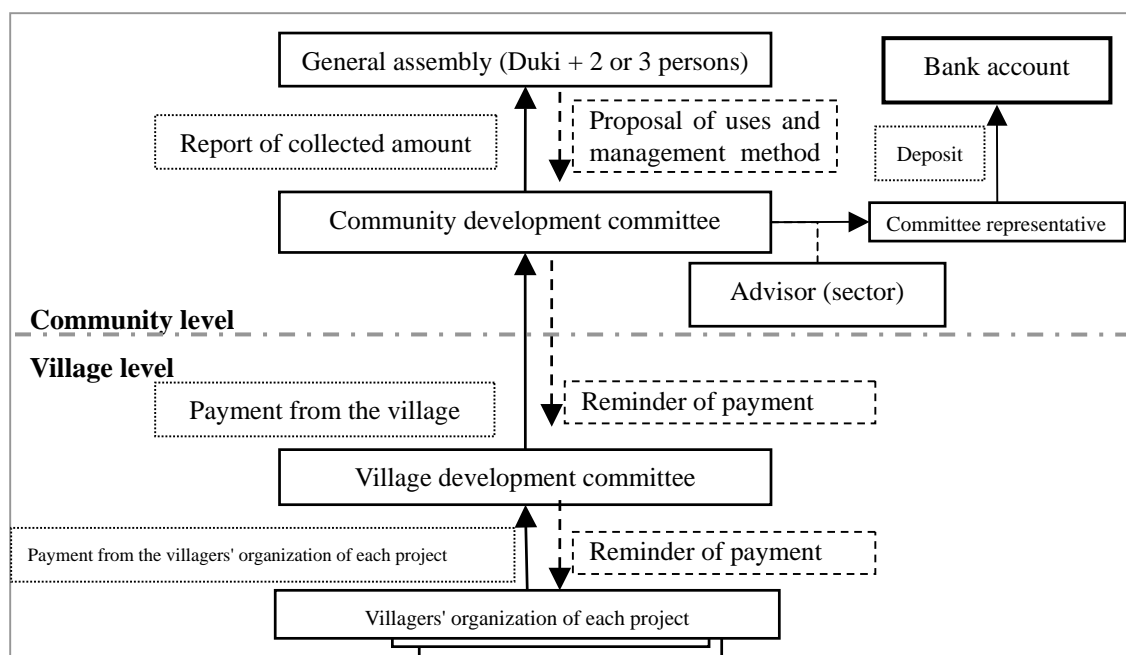 General assembly (Duki + 2 or 3 persons)
Bank account
Report of collected amount
Proposal of uses and
management method
Deposit
Community development committee
Committee representative
Advisor (sector)
Community level
Village level
Payment from the village
Reminder of payment
Village development committee
Payment from the villagers' organization of each project
Reminder of payment
Villagers' organization of each project